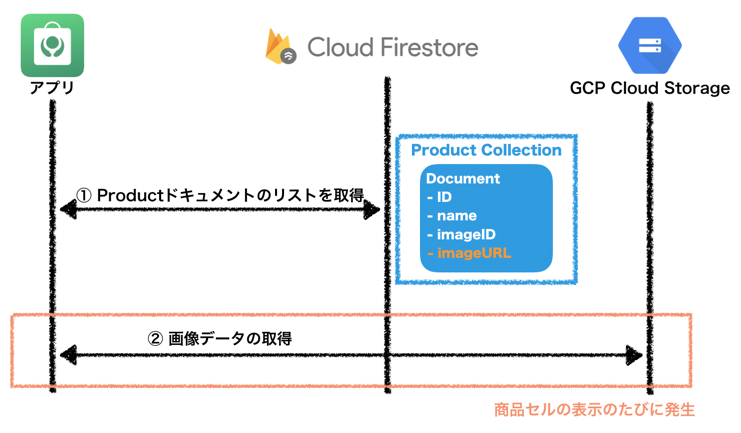 Cloud Firestore
アプリ
GCP Cloud Storage
Product Collection
Document
- ID
- name
- imageID
- imageURL
① Productドキュメントのリストを取得
② 画像データの取得
商品セルの表示のたびに発生